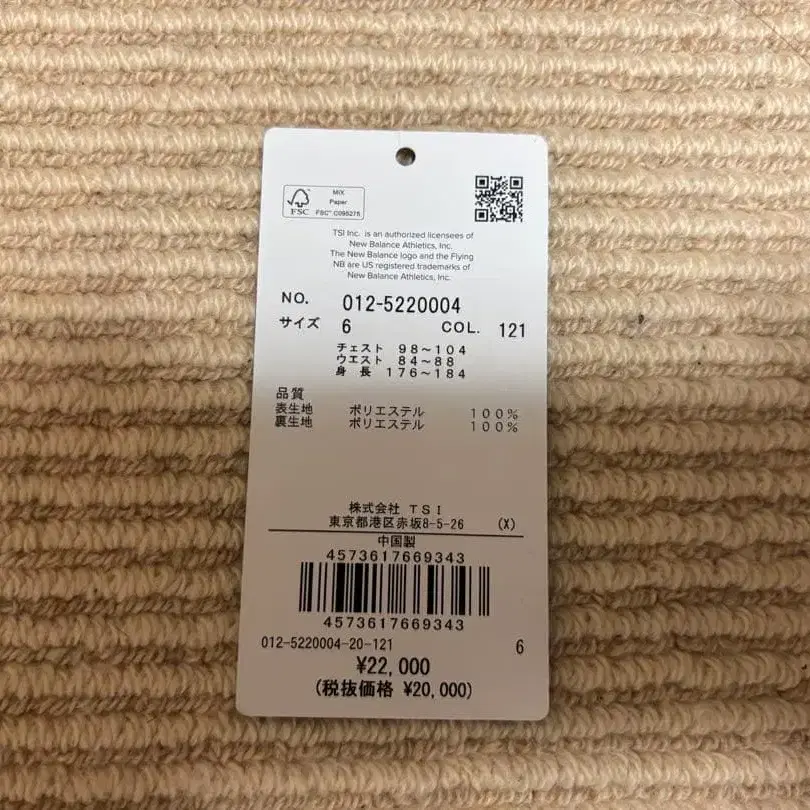 MIX
Paper
FSC
FSC™ C095275
TSI Inc. is an authorized licensees of
New Balance Athletics, Inc.
The New Balance logo and the Flying
NB are US registered trademarks of
New Balance Athletics, Inc.
NO. 012-5220004
サイズ 6 COL. 121
チェスト 98~104
ウエスト 84~88
身長 176~184
品質
表生地 ポリエステル 100%
裏生地 ポリエステル 100%
株式会社 TSI
東京都港区赤坂8-5-26 (X)
中国製
4573617669343
4573617669343
012-5220004-20-121 6
¥22,000
(税抜価格 ¥20,000)